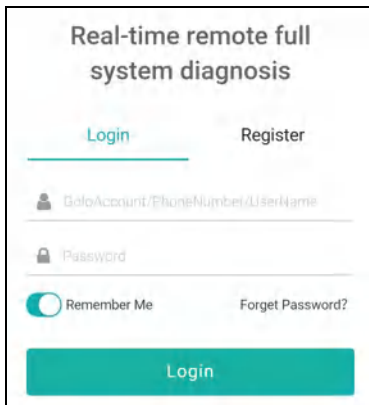 Real-time remote full
system diagnosis
Login Register
GoloAccount/PhoneNumber/UserName
Password
Remember Me Forget Password?
Login